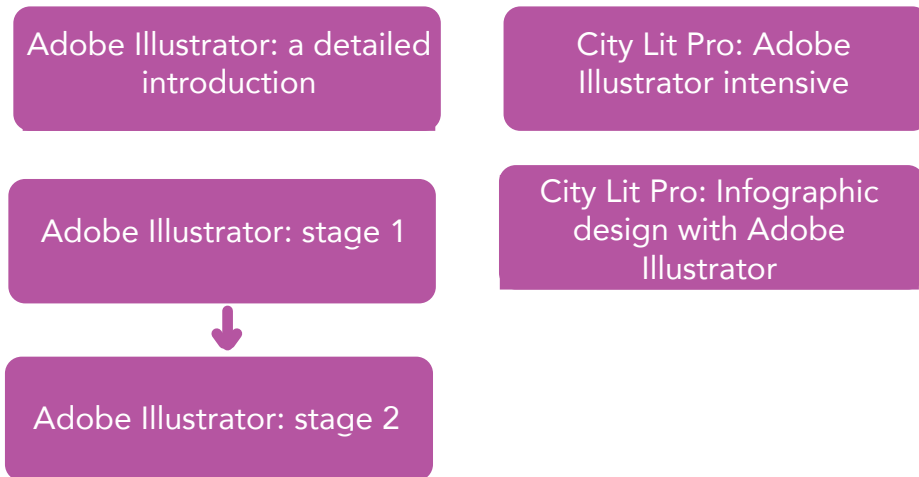 Adobe Illustrator: a detailed
introduction
City Lit Pro: Adobe
Illustrator intensive
Adobe Illustrator: stage 1
City Lit Pro: Infographic
design with Adobe
Illustrator
Adobe Illustrator: stage 2